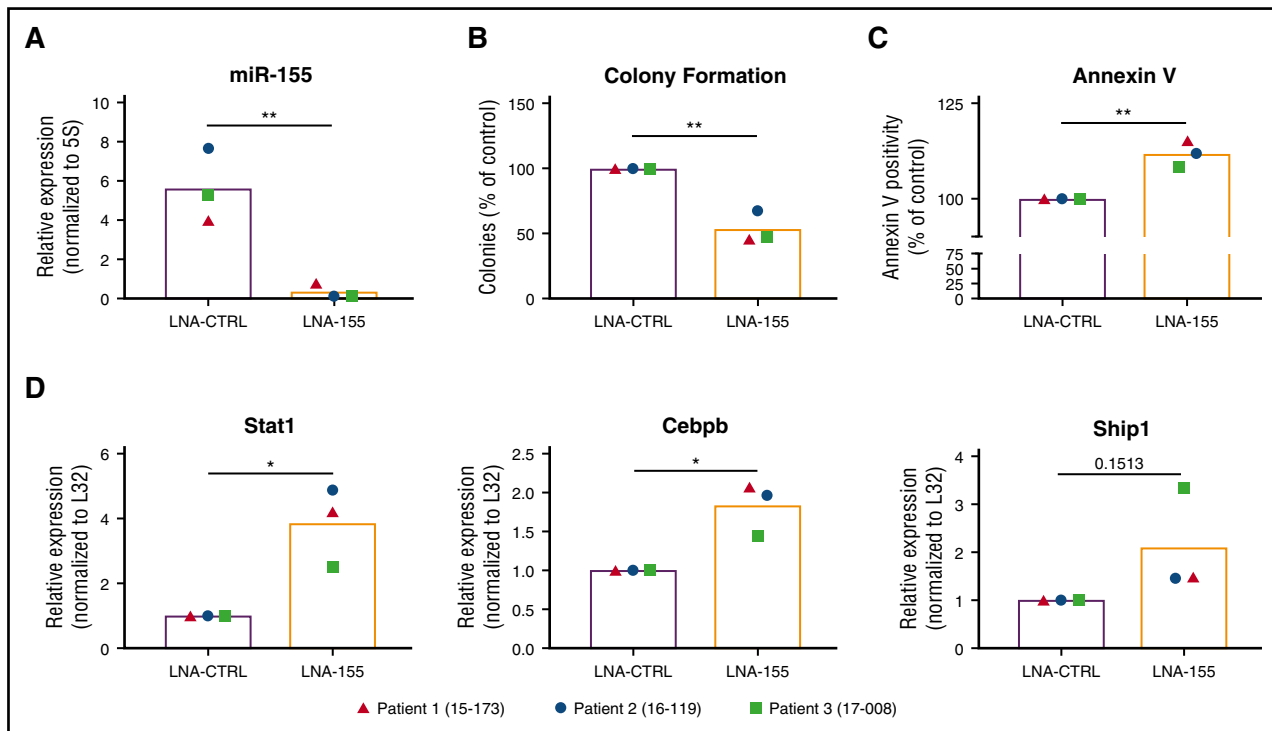 A
miR-155
Relative expression
(normalized to 5S)
10
8
6
4
2
0
**
LNA-CTRL
LNA-155
B
Colony Formation
Colonies (% of control)
150
100
50
0
**
LNA-CTRL
LNA-155
C
Annexin V
Annexin V positivity
(% of control)
125
100
75
50
25
0
**
LNA-CTRL
LNA-155
D
Stat1
Relative expression
(normalized to L32)
6
4
2
0
*
LNA-CTRL
LNA-155
Cebpb
Relative expression
(normalized to L32)
2.5
2.0
1.5
1.0
0.5
0.0
*
LNA-CTRL
LNA-155
Ship1
Relative expression
(normalized to L32)
4
3
2
1
0
0.1513
LNA-CTRL
LNA-155
Patient 1 (15-173)
Patient 2 (16-119)
Patient 3 (17-008)